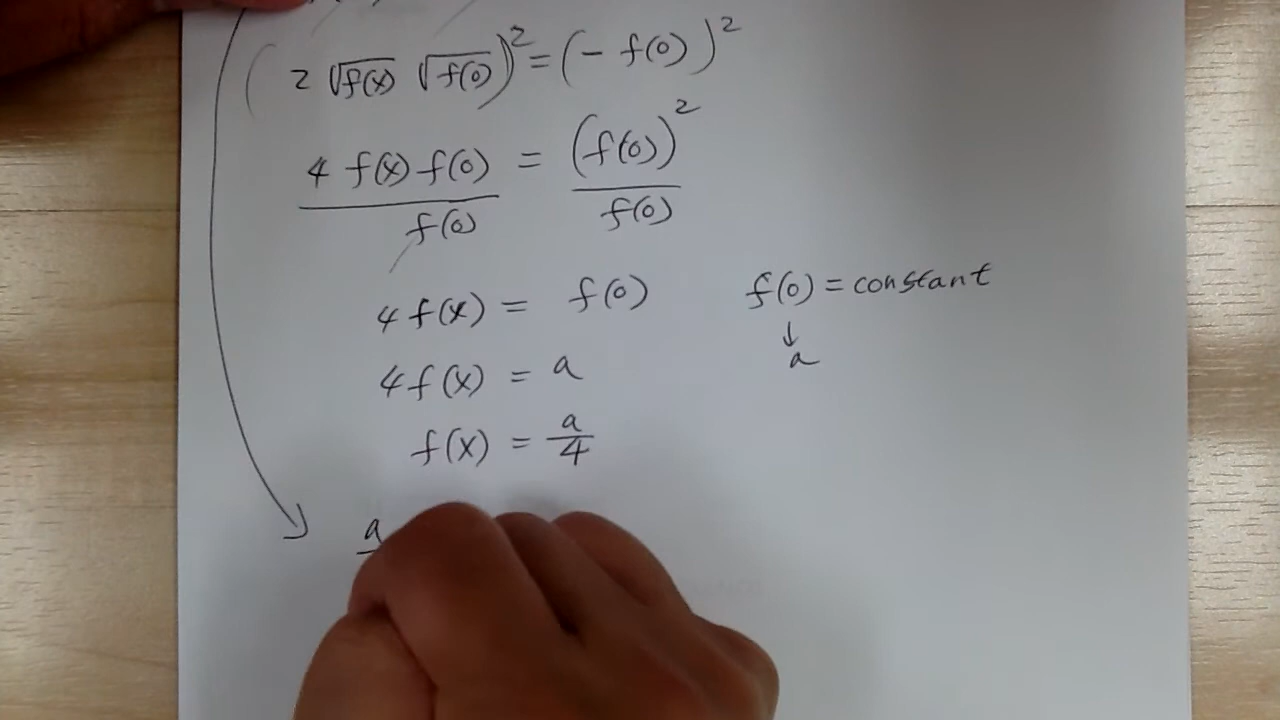 (2 √f(x) √f(0))² = (- f(0))²
4 f(x) f(0) / f(0) = (f(0))² / f(0)
4 f(x) = f(0)
f(0) = constant
↓
a
4 f(x) = a
f(x) = a/4
a